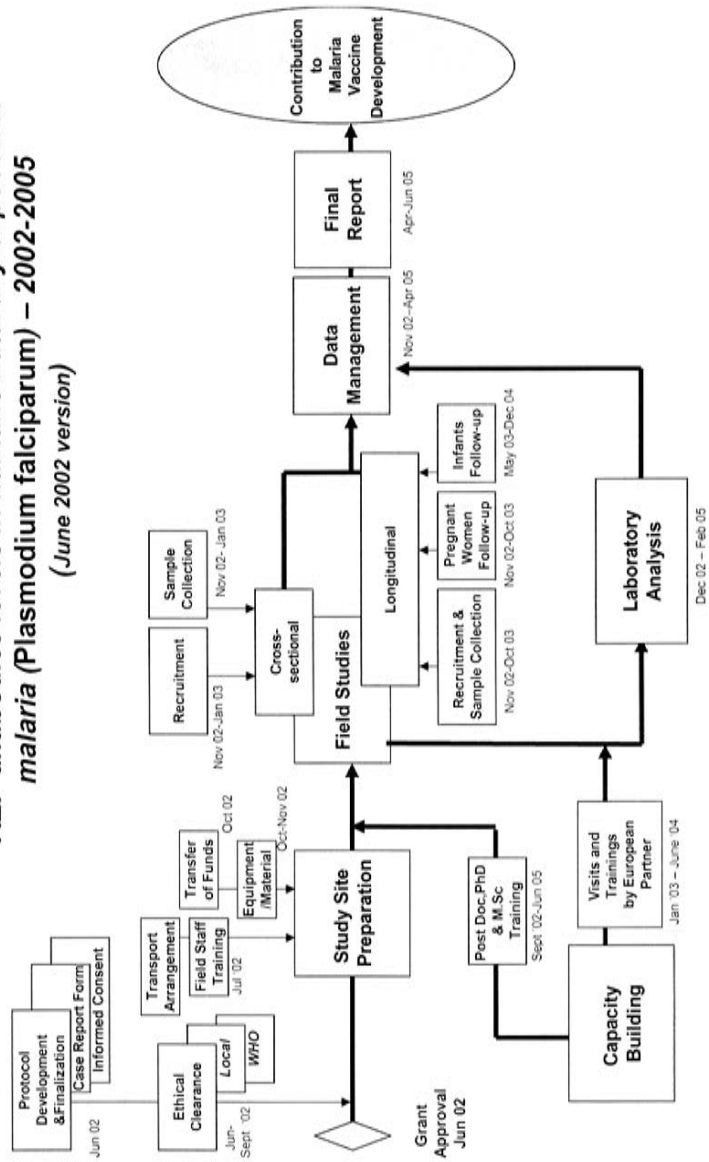 malaria (Plasmodium falciparum) – 2002-2005
(June 2002 version)
Protocol
Development
&Finalization
Case Report Form
Informed Consent
Jun 02
Ethical
Clearance
Local
WHO
Jun-
Sept '02
Grant
Approval
Jun 02
Transport
Arrangement
Field Staff
Training
Jul '02
Transfer
of Funds
Oct 02
Equipment
/Material
Oct-Nov 02
Study Site
Preparation
Recruitment
Nov 02-Jan 03
Sample
Collection
Nov 02- Jan 03
Cross-
sectional
Field Studies
Longitudinal
Recruitment &
Sample Collection
Nov 02-Oct 03
Pregnant
Women
Follow-up
Nov 02-Oct 03
Infants
Follow-up
May 03-Dec 04
Data
Management
Nov 02–Apr 05
Final
Report
Apr-Jun 05
Contribution
to
Malaria
Vaccine
Development
Post Doc,PhD
& M.Sc
Training
Sept '02-Jun 05
Capacity
Building
Visits and
Trainings
by European
Partner
Jan '03 – June '04
Laboratory
Analysis
Dec 02 – Feb 05